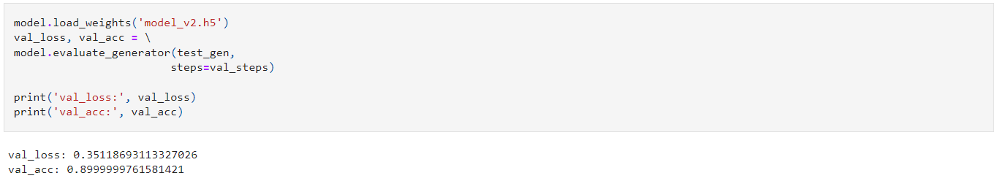 model.load_weights('model_v2.h5')
val_loss, val_acc = \
model.evaluate_generator(test_gen,
                         steps=val_steps)
print('val_loss:', val_loss)
print('val_acc:', val_acc)
val_loss: 0.35118693113327026
val_acc: 0.8999999761581421